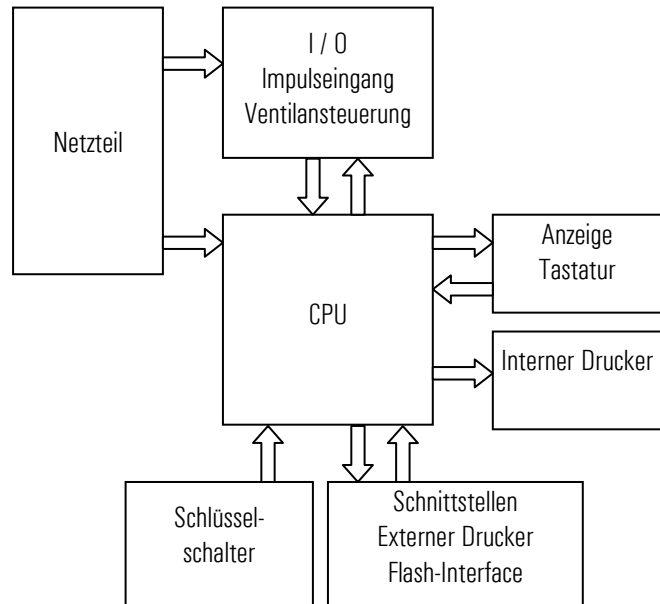 I / O
Impulseingang
Ventilansteuerung
Netzteil
CPU
Anzeige
Tastatur
Interner Drucker
Schlüssel-
schalter
Schnittstellen
Externer Drucker
Flash-Interface